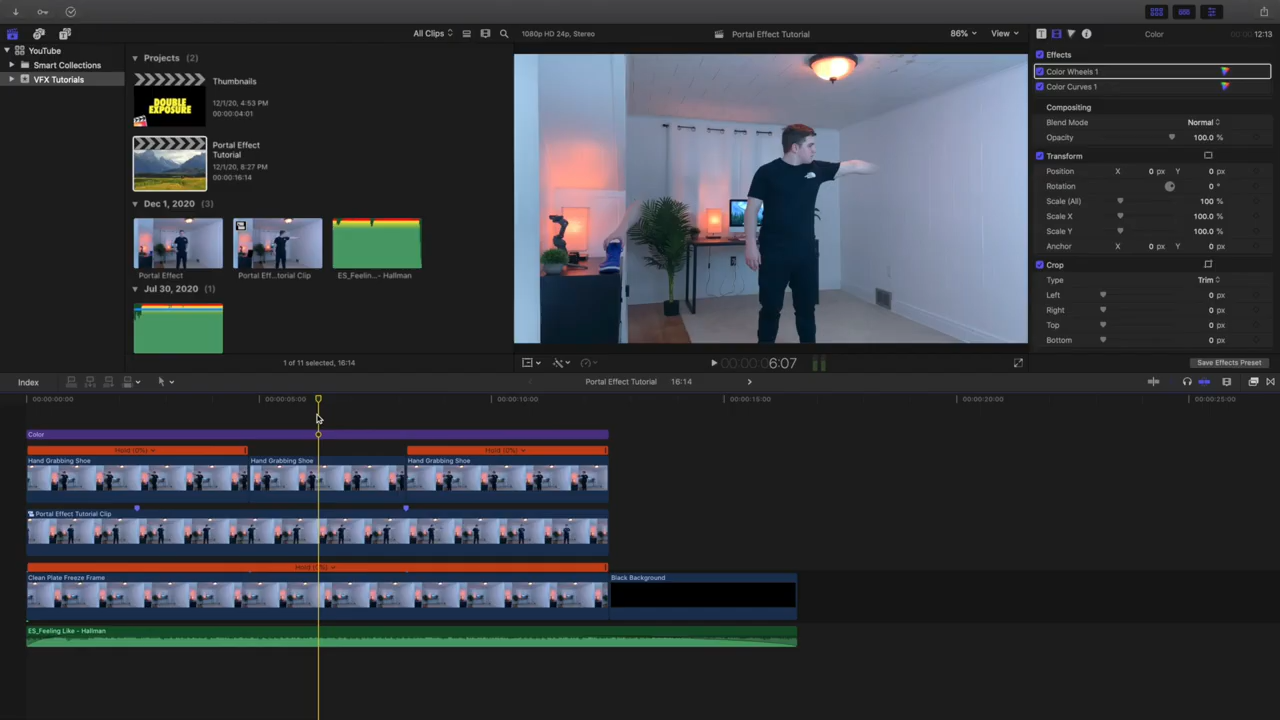 All Clips
1080p HD 24p, Stereo
Portal Effect Tutorial
86%
View
Color
12:13
YouTube
Smart Collections
VFX Tutorials
Projects (2)
Thumbnails
12/1/20, 4:53 PM
00:00:04:01
DOUBLE
EXPOSURE
Portal Effect
Tutorial
12/1/20, 8:27 PM
00:00:16:14
Dec 1, 2020 (3)
Portal Effect
Portal Eff...torial Clip
ES_Feelin...- Hallman
Jul 30, 2020 (1)
1 of 11 selected, 16:14
00:00:00:06:07
Effects
Color Wheels 1
Color Curves 1
Compositing
Blend Mode
Normal
Opacity
100.0 %
Transform
Position X 0 px Y 0 px
Rotation 0 °
Scale (All) 100 %
Scale X 100.0 %
Scale Y 100.0 %
Anchor X 0 px Y 0 px
Crop
Type Trim
Left 0 px
Right 0 px
Top 0 px
Bottom 0 px
Save Effects Preset
Index
Portal Effect Tutorial 16:14
00:00:00:00
00:00:05:00
00:00:10:00
00:00:15:00
00:00:20:00
00:00:25:00
Color
Hold (0%)
Hold (0%)
Hand Grabbing Shoe
Hand Grabbing Shoe
Hand Grabbing Shoe
Portal Effect Tutorial Clip
Clean Plate Freeze Frame
Black Background
ES_Feeling Like - Hallman